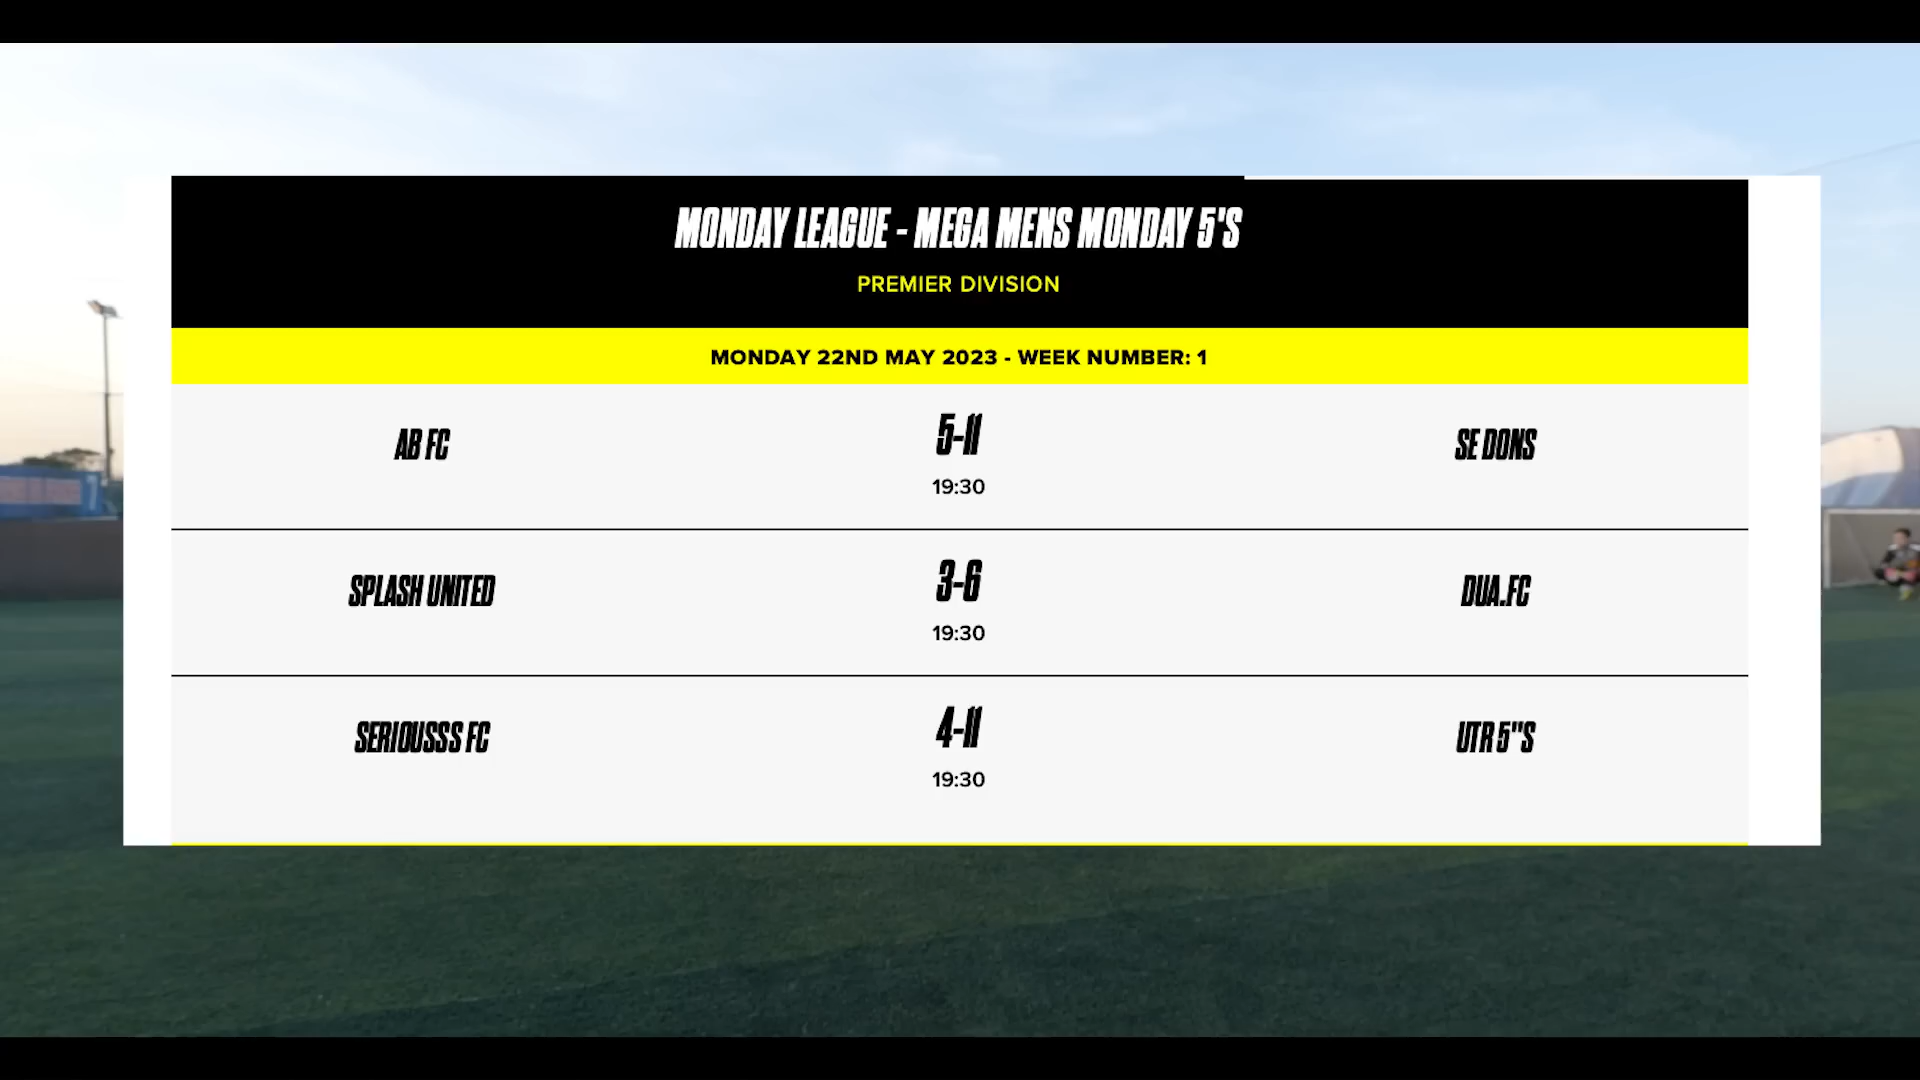 MONDAY LEAGUE - MEGA MENS MONDAY 5'S
PREMIER DIVISION
MONDAY 22ND MAY 2023 - WEEK NUMBER: 1
AB FC 5-11 SE DONS
19:30
SPLASH UNITED 3-6 DUA.FC
19:30
SERIOUSSS FC 4-11 UTR 5"S
19:30